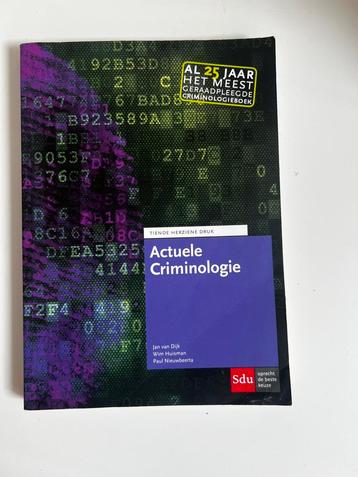 AL 25 JAAR
HET MEEST
GERAADPLEEGDE
CRIMINOLOGIEBOEK
TIENDE HERZIENE DRUK
Actuele
Criminologie
Jan van Dijk
Wim Huisman
Paul Nieuwbeerta
Sdu
oprecht
de beste
keuze